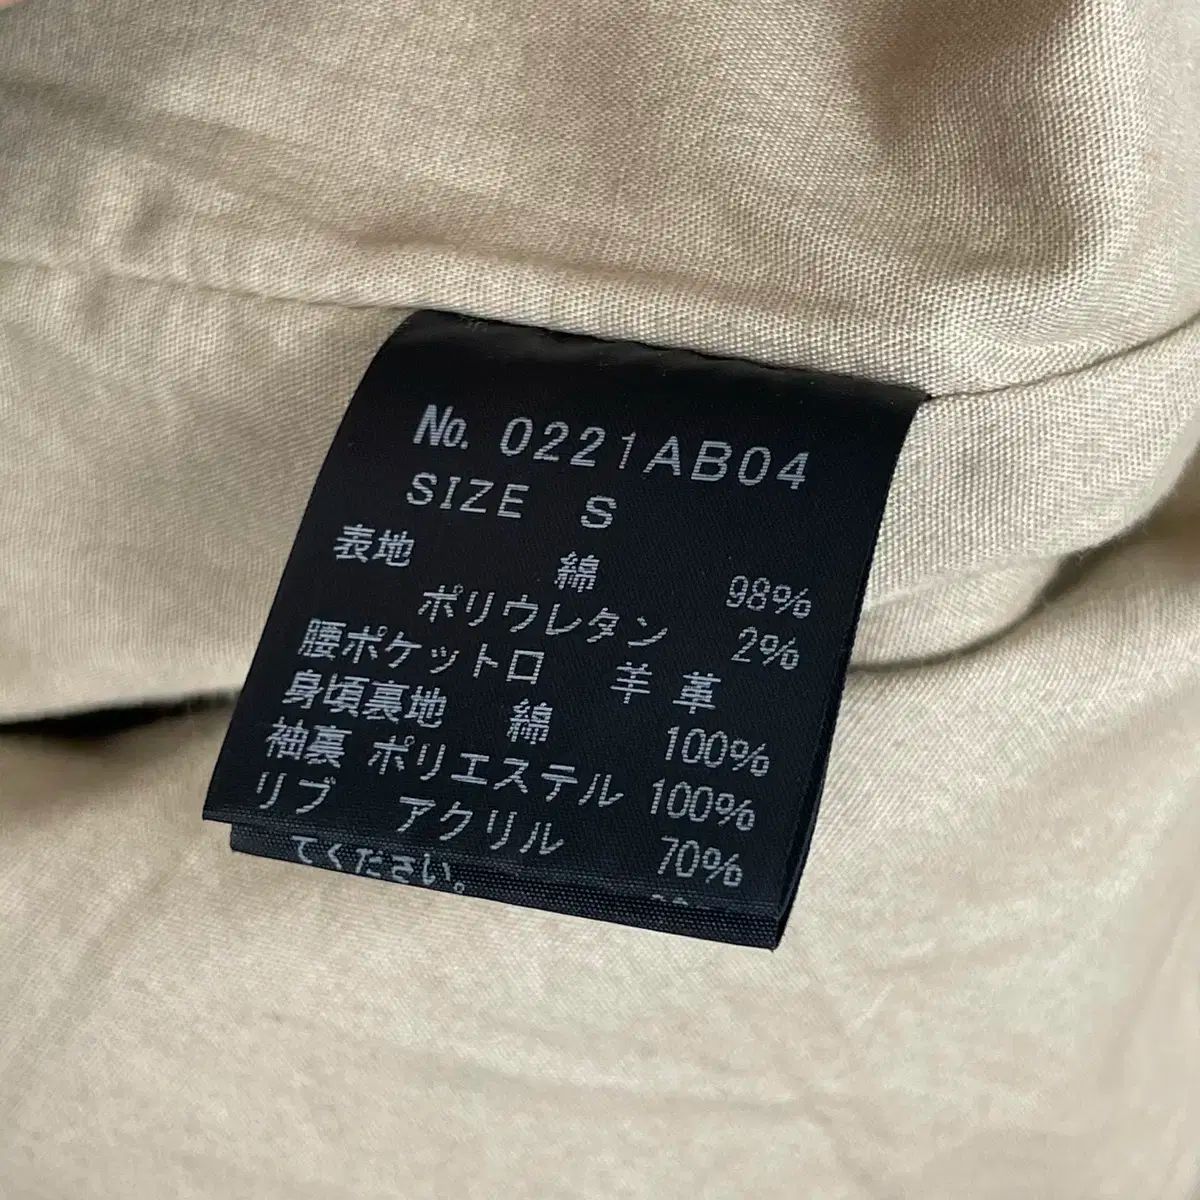 No. 0221AB04
SIZE S
表地 綿 98%
ポリウレタン 2%
腰ポケット口 羊革
身頃裏地 綿 100%
袖裏 ポリエステル 100%
リブ アクリル 70%
てください。